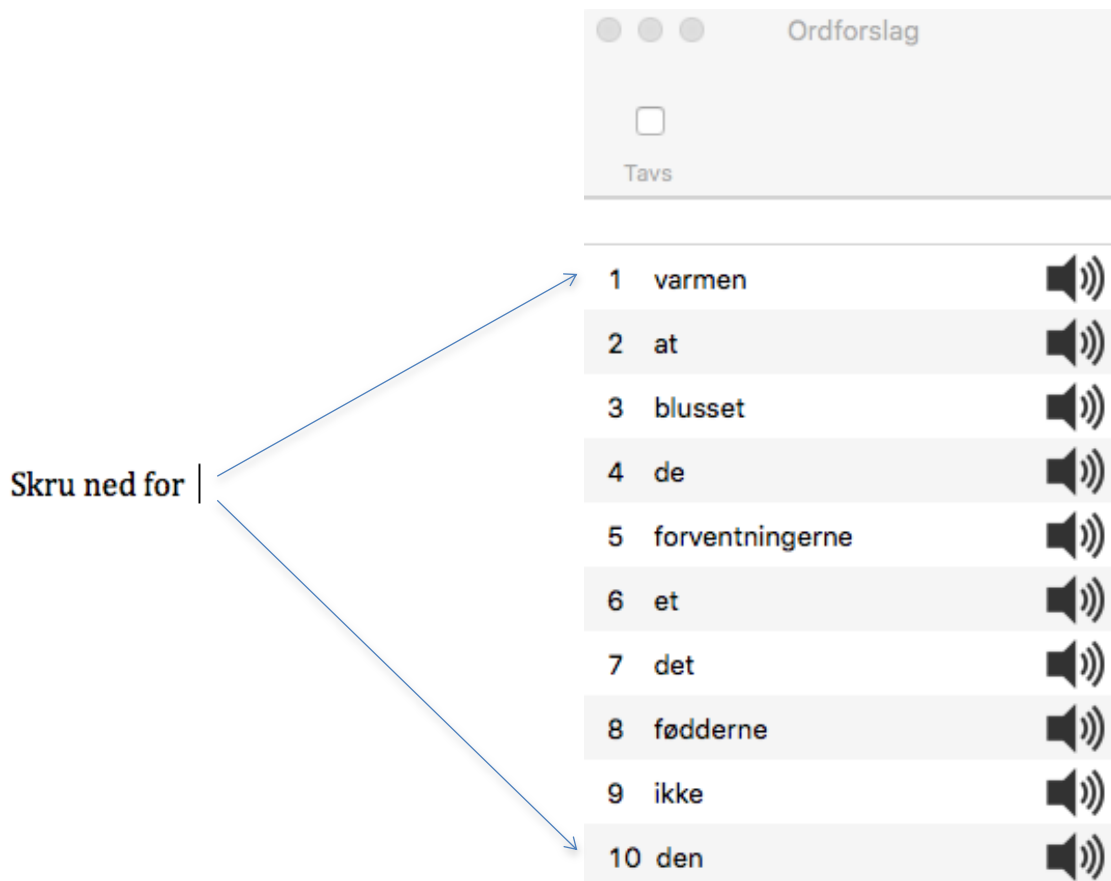 Ordforslag
Tavs
Skru ned for
1 varmen
2 at
3 blusset
4 de
5 forventningerne
6 et
7 det
8 fødderne
9 ikke
10 den